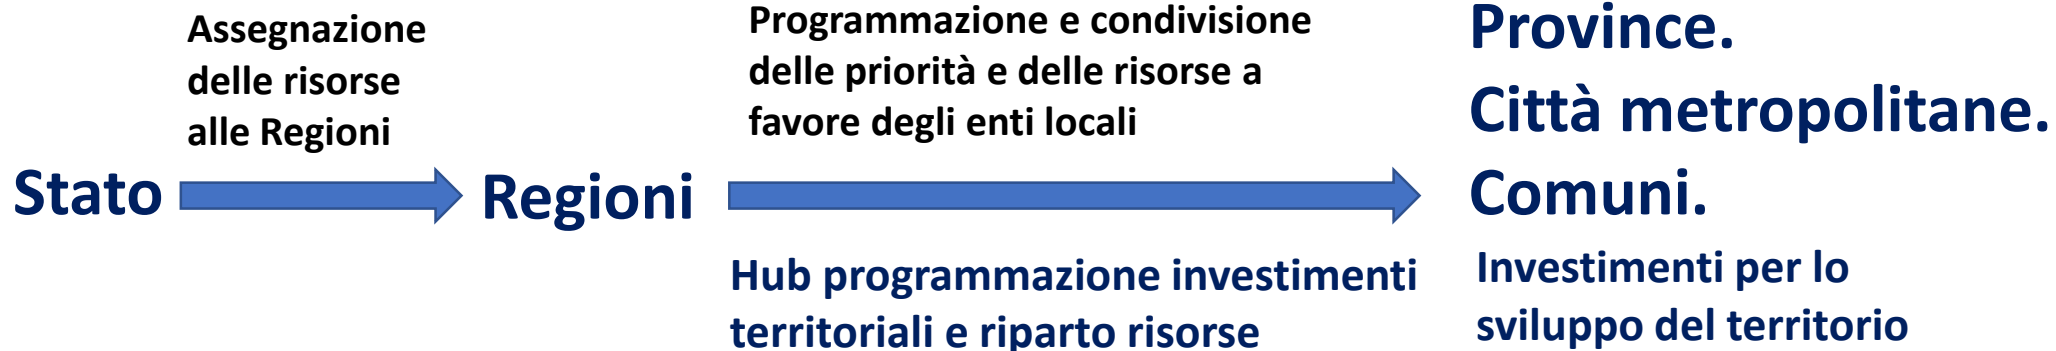 Assegnazione
delle risorse
alle Regioni
Programmazione e condivisione
delle priorità e delle risorse a
favore degli enti locali
Province.
Città metropolitane.
Comuni.
Stato
Regioni
Hub programmazione investimenti
territoriali e riparto risorse
Investimenti per lo
sviluppo del territorio